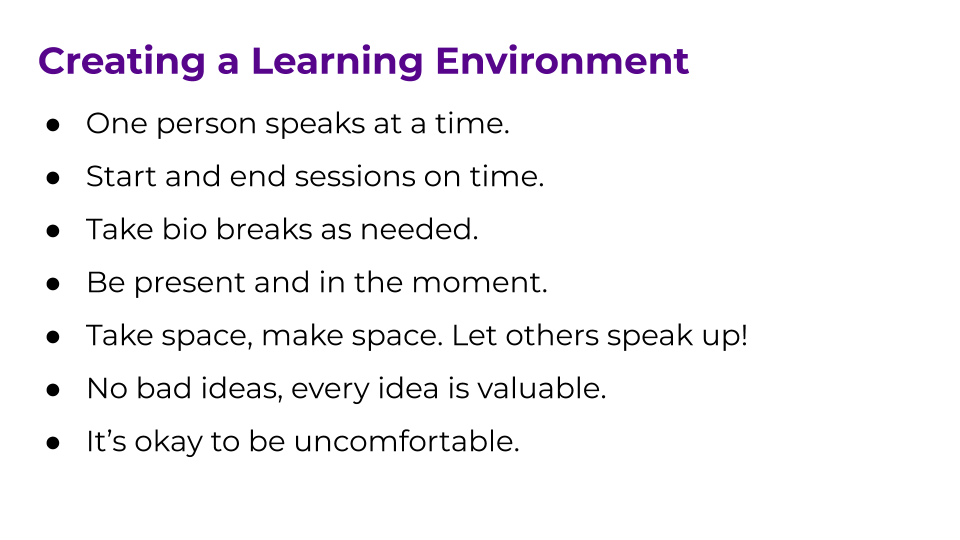 Creating a Learning Environment
● One person speaks at a time.
● Start and end sessions on time.
● Take bio breaks as needed.
● Be present and in the moment.
● Take space, make space. Let others speak up!
● No bad ideas, every idea is valuable.
● It’s okay to be uncomfortable.